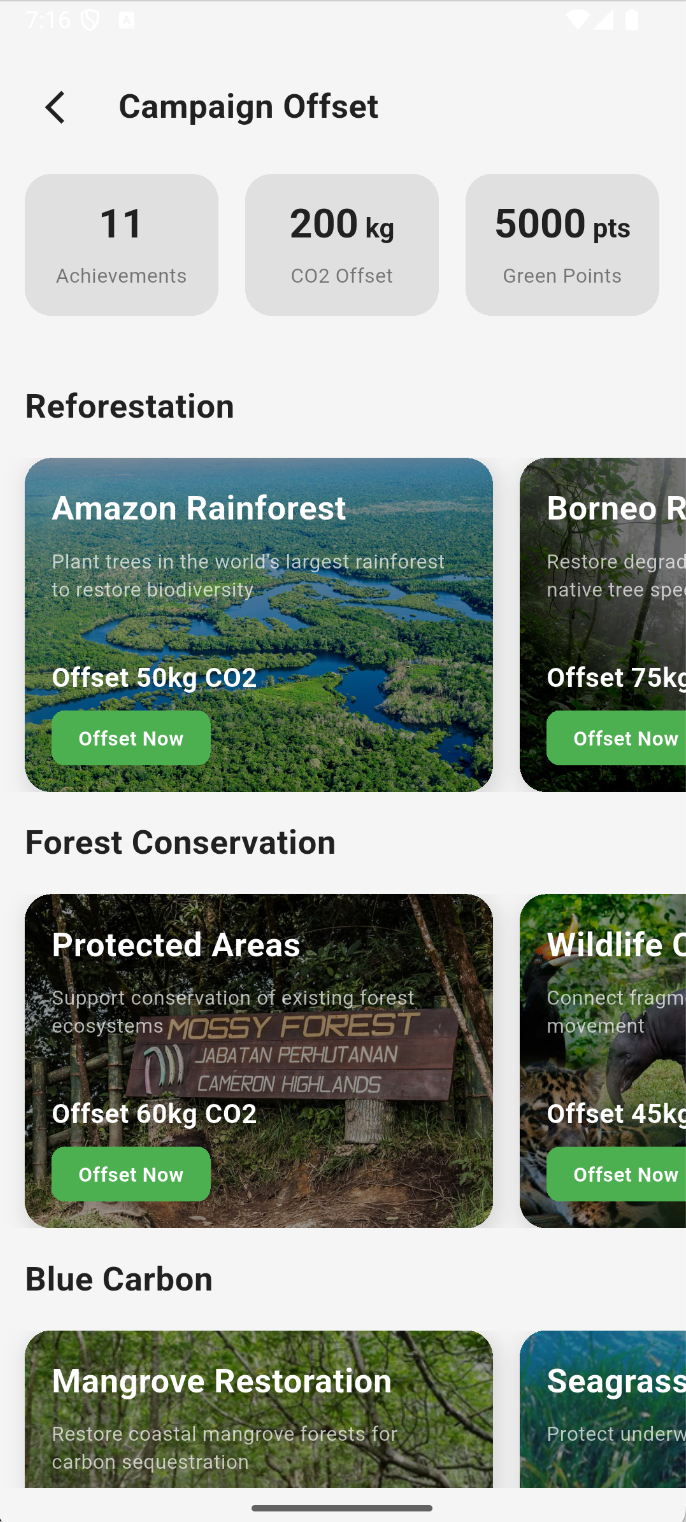 7:16
Campaign Offset
11
Achievements
200 kg
CO2 Offset
5000 pts
Green Points
Reforestation
Amazon Rainforest
Plant trees in the world's largest rainforest
to restore biodiversity
Offset 50kg CO2
Offset Now
Borneo R
Restore degrad
native tree spe
Offset 75kg
Offset Now
Forest Conservation
Protected Areas
Support conservation of existing forest
ecosystems
MOSSY FOREST
JABATAN PERHUTANAN
CAMERON HIGHLANDS
Offset 60kg CO2
Offset Now
Wildlife C
Connect fragm
movement
Offset 45kg
Offset Now
Blue Carbon
Mangrove Restoration
Restore coastal mangrove forests for
carbon sequestration
Seagrass
Protect underw